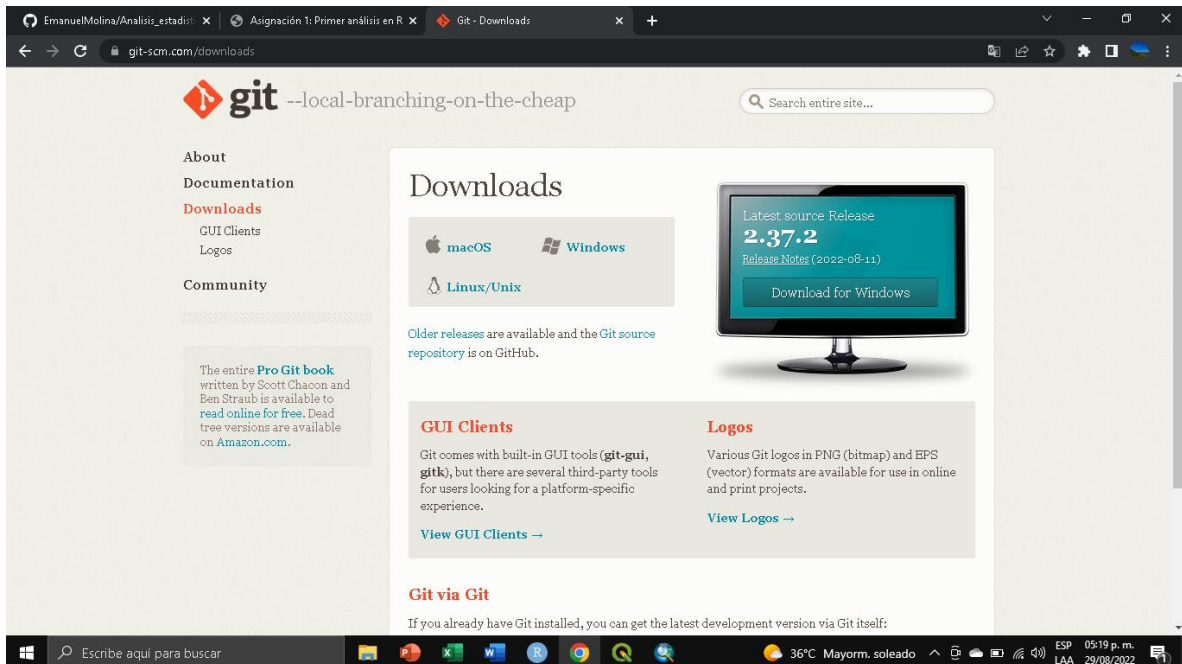 EmanuelMolina/Analisis_estadist
Asignación 1: Primer análisis en R
Git - Downloads
git-scm.com/downloads
git --local-branching-on-the-cheap
Search entire site...
About
Documentation
Downloads
GUI Clients
Logos
Community
The entire Pro Git book
written by Scott Chacon and
Ben Straub is available to
read online for free. Dead
tree versions are available
on Amazon.com.
Downloads
macOS
Windows
Linux/Unix
Older releases are available and the Git source
repository is on GitHub.
Latest source Release
2.37.2
Release Notes (2022-08-11)
Download for Windows
GUI Clients
Git comes with built-in GUI tools (git-gui,
gitk), but there are several third-party tools
for users looking for a platform-specific
experience.
View GUI Clients →
Logos
Various Git logos in PNG (bitmap) and EPS
(vector) formats are available for use in online
and print projects.
View Logos →
Git via Git
If you already have Git installed, you can get the latest development version via Git itself:
Escribe aquí para buscar
36°C Mayorm. soleado
ESP
LAA
05:19 p. m.
29/08/2022